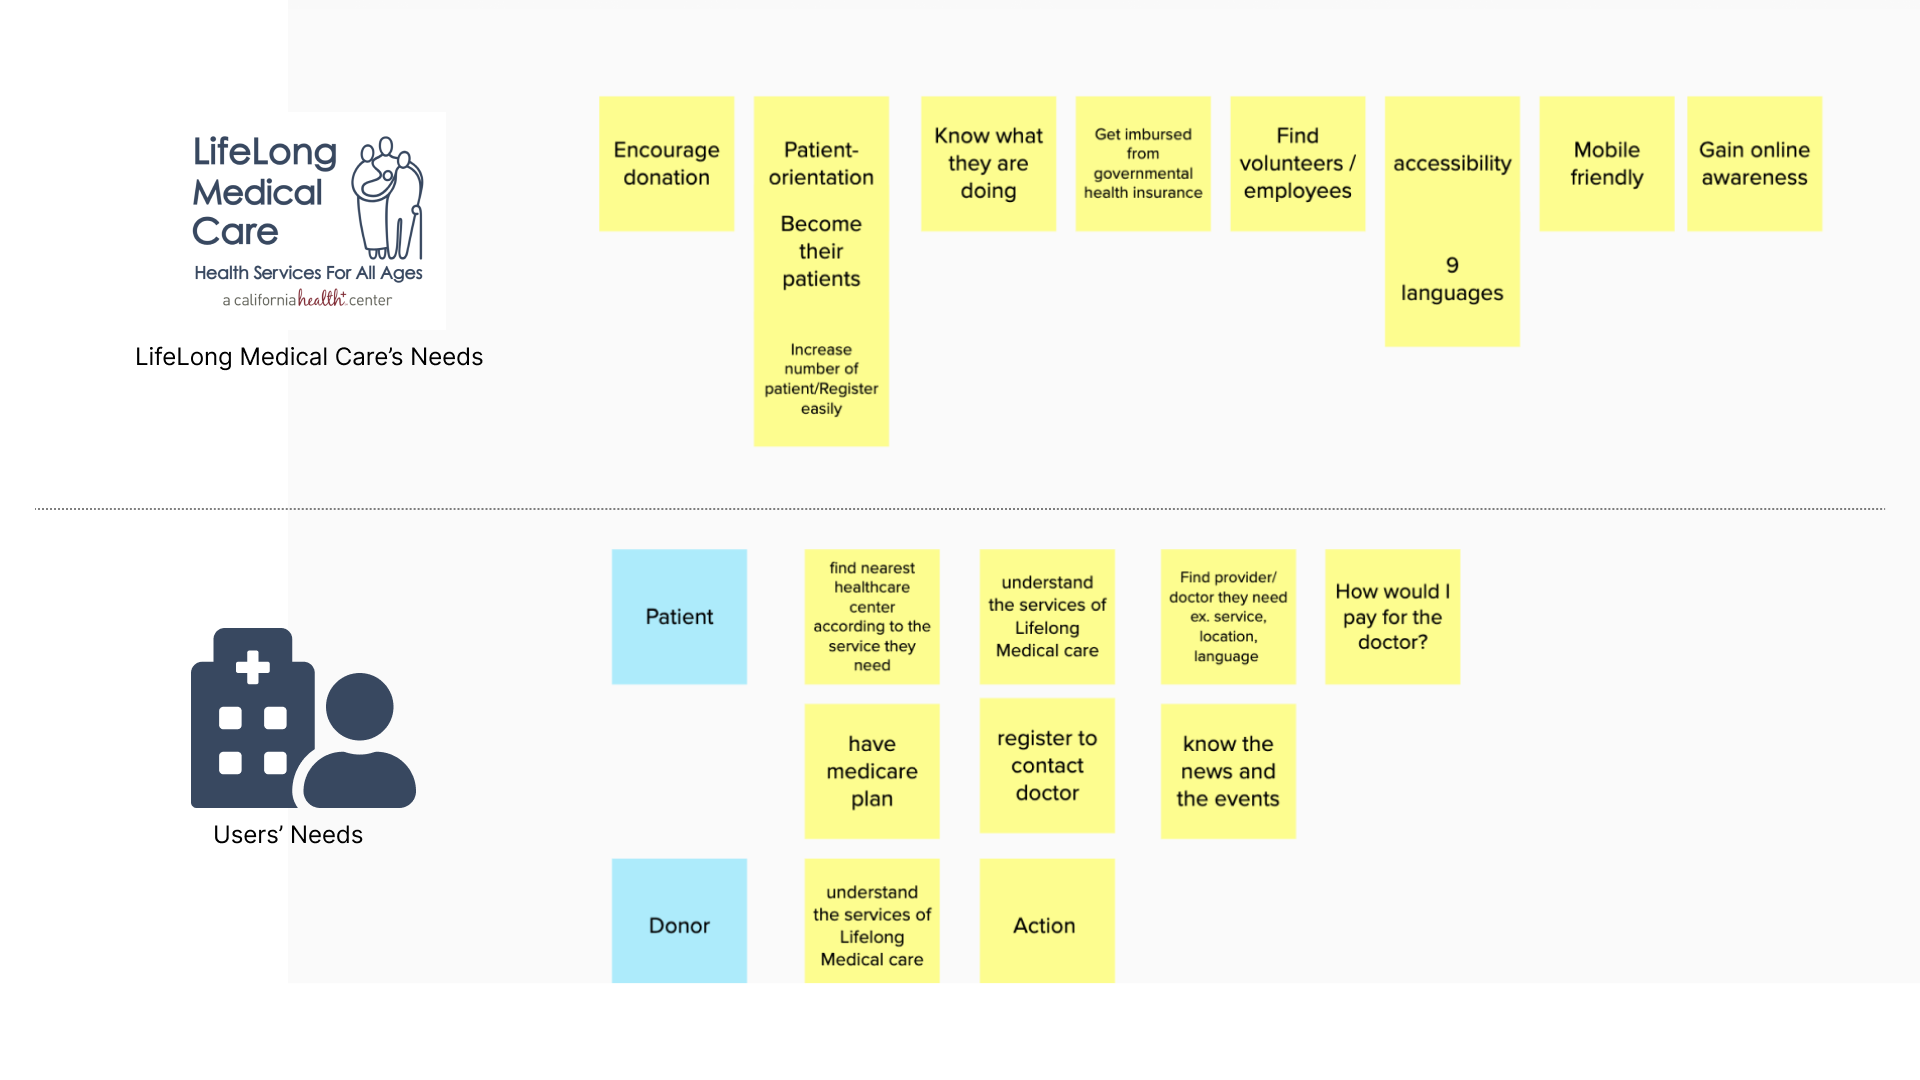 LifeLong
Medical
Care
Health Services For All Ages
a california health+ center
LifeLong Medical Care’s Needs
Encourage
donation
Patient-
orientation
Become
their
patients
Increase
number of
patient/Register
easily
Know what
they are
doing
Get imbursed
from
governmental
health insurance
Find
volunteers /
employees
accessibility
9
languages
Mobile
friendly
Gain online
awareness
Users’ Needs
Patient
find nearest
healthcare
center
according to the
service they
need
understand
the services of
Lifelong
Medical care
Find provider/
doctor they need
ex. service,
location,
language
How would I
pay for the
doctor?
have
medicare
plan
register to
contact
doctor
know the
news and
the events
Donor
understand
the services of
Lifelong
Medical care
Action